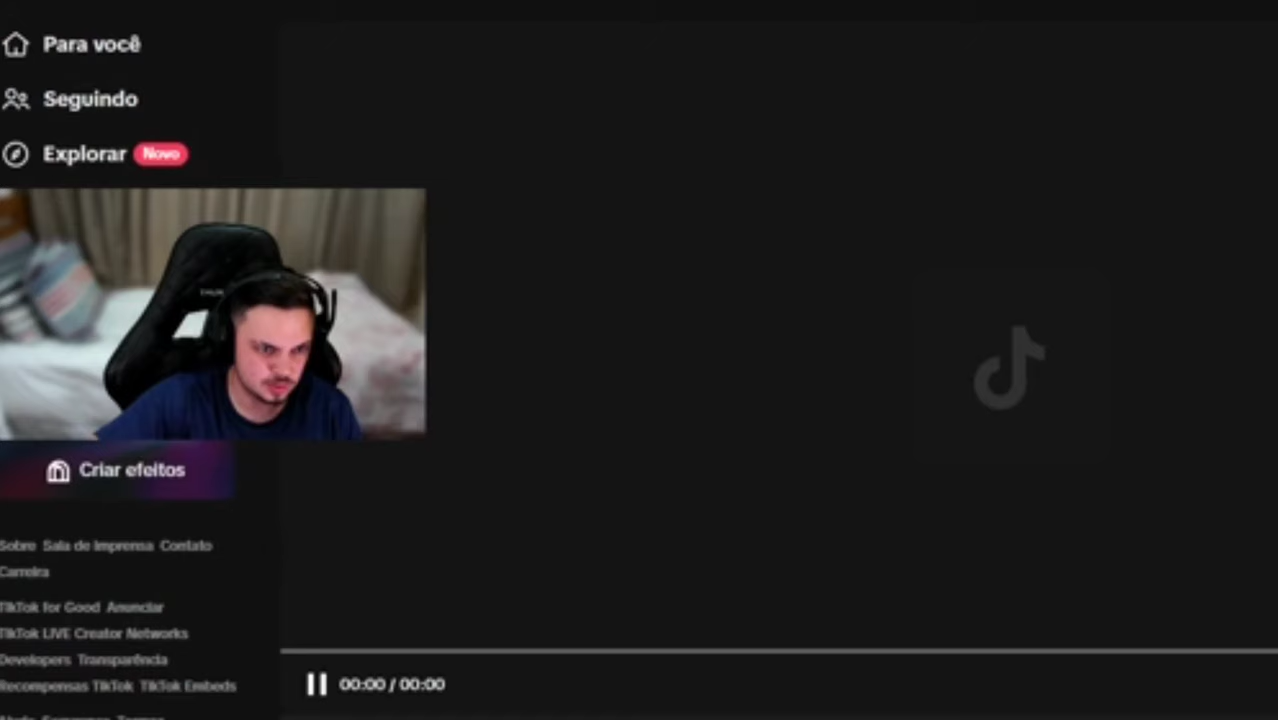 Para você
Seguindo
Explorar Novo
Criar efeitos
Sobre Sala de Imprensa Contato
Carreira
TikTok for Good Anunciar
TikTok LIVE Creator Networks
Developers Transparência
Recompensas TikTok TikTok Embeds
00:00 / 00:00